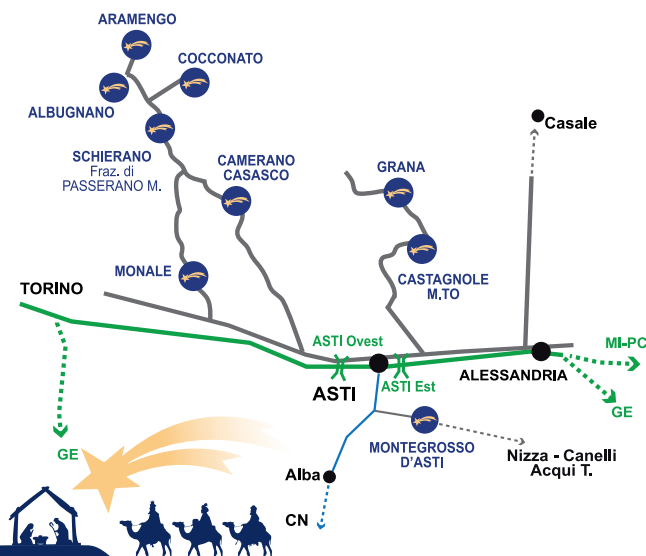 ARAMENGO
COCCONATO
ALBUGNANO
Casale
SCHIERANO
Fraz. di
PASSERANO M.
CAMERANO
CASASCO
GRANA
MONALE
CASTAGNOLE
M.TO
TORINO
ASTI Ovest
MI-PC
ASTI
ASTI Est
ALESSANDRIA
GE
GE
MONTEGROSSO
D'ASTI
Nizza - Canelli
Acqui T.
Alba
CN